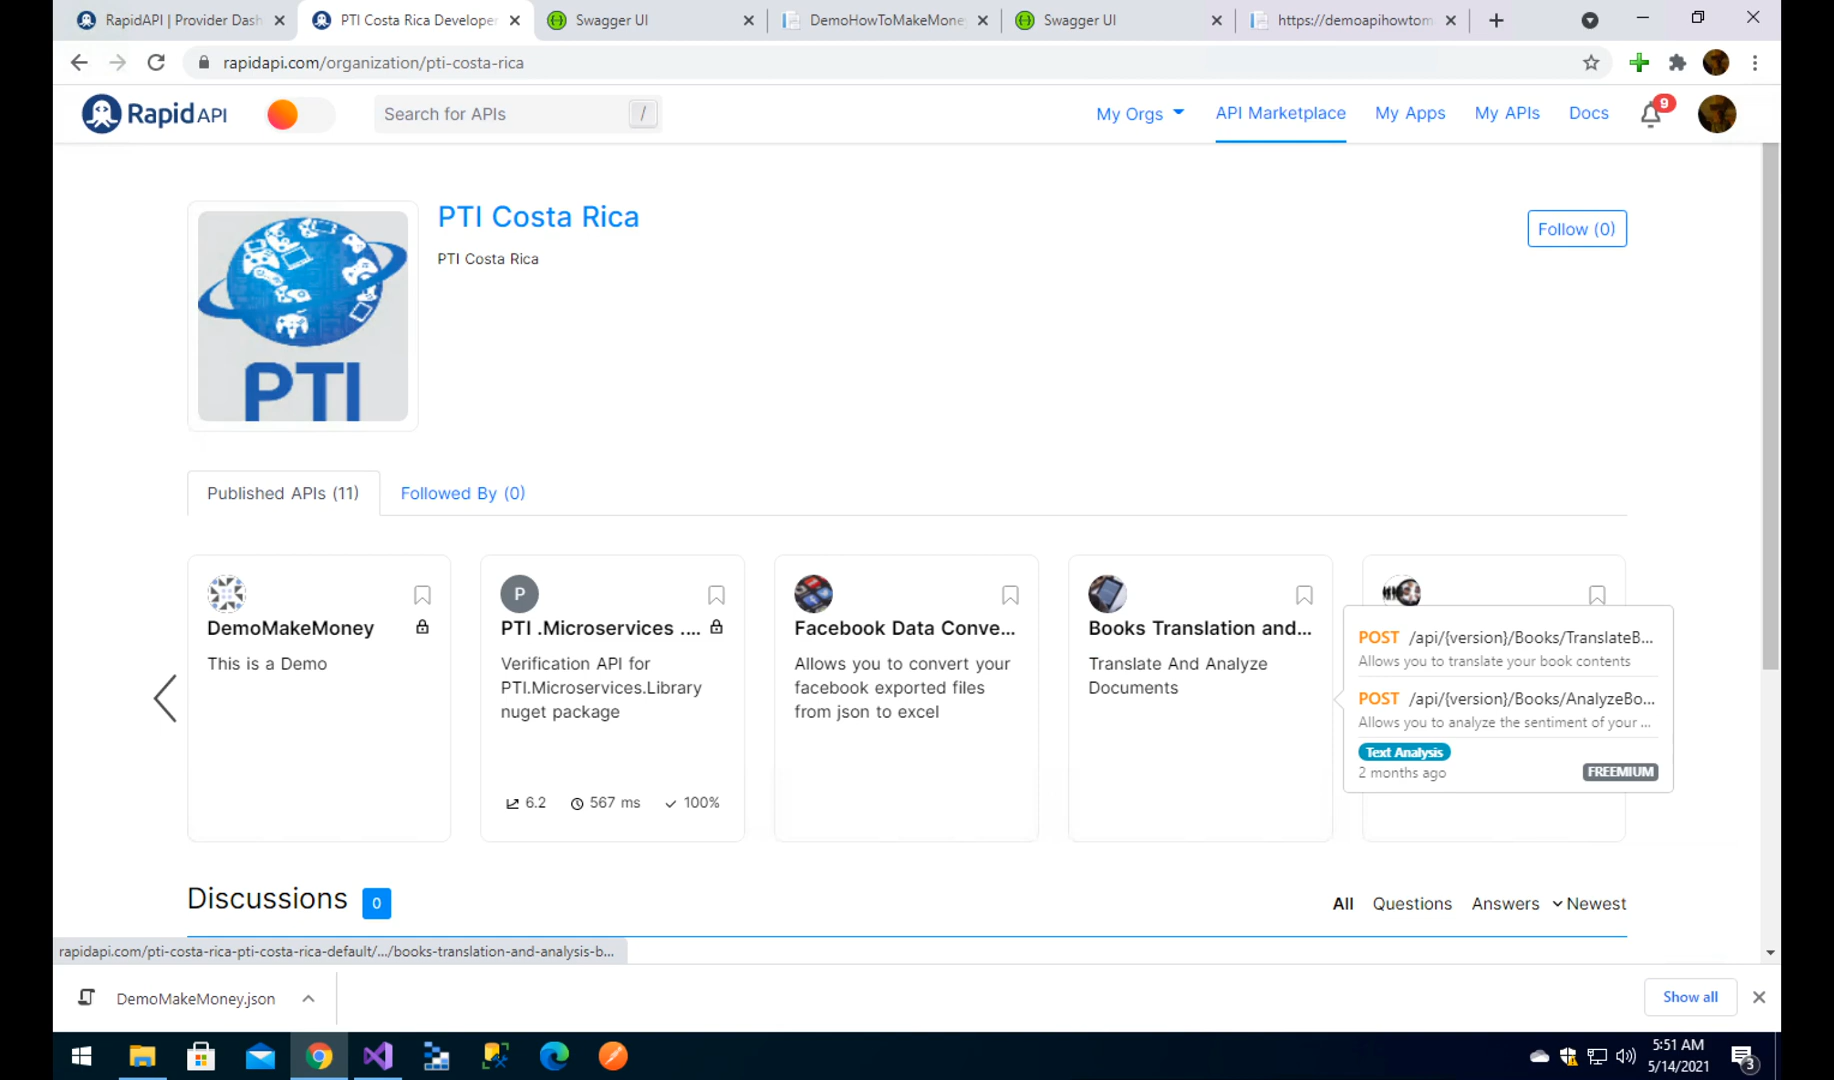 RapidAPI | Provider Dash
PTI Costa Rica Developer
Swagger UI
DemoHowToMakeMoney
Swagger UI
https://demoapihowtom
rapidapi.com/organization/pti-costa-rica
Rapid API
Search for APIs
/
My Orgs
API Marketplace
My Apps
My APIs
Docs
9
PTI Costa Rica
PTI Costa Rica
Follow (0)
PTI
Published APIs (11)
Followed By (0)
DemoMakeMoney
This is a Demo
P
PTI .Microservices ....
Verification API for
PTI.Microservices.Library
nuget package
6.2
567 ms
100%
Facebook Data Conve...
Allows you to convert your
facebook exported files
from json to excel
Books Translation and...
Translate And Analyze
Documents
POST /api/{version}/Books/TranslateB...
Allows you to translate your book contents
POST /api/{version}/Books/AnalyzeBo...
Allows you to analyze the sentiment of your ...
Text Analysis
2 months ago
FREEMIUM
Discussions 0
All
Questions
Answers
Newest
rapidapi.com/pti-costa-rica-pti-costa-rica-default/.../books-translation-and-analysis-b...
DemoMakeMoney.json
Show all
5:51 AM
5/14/2021
3